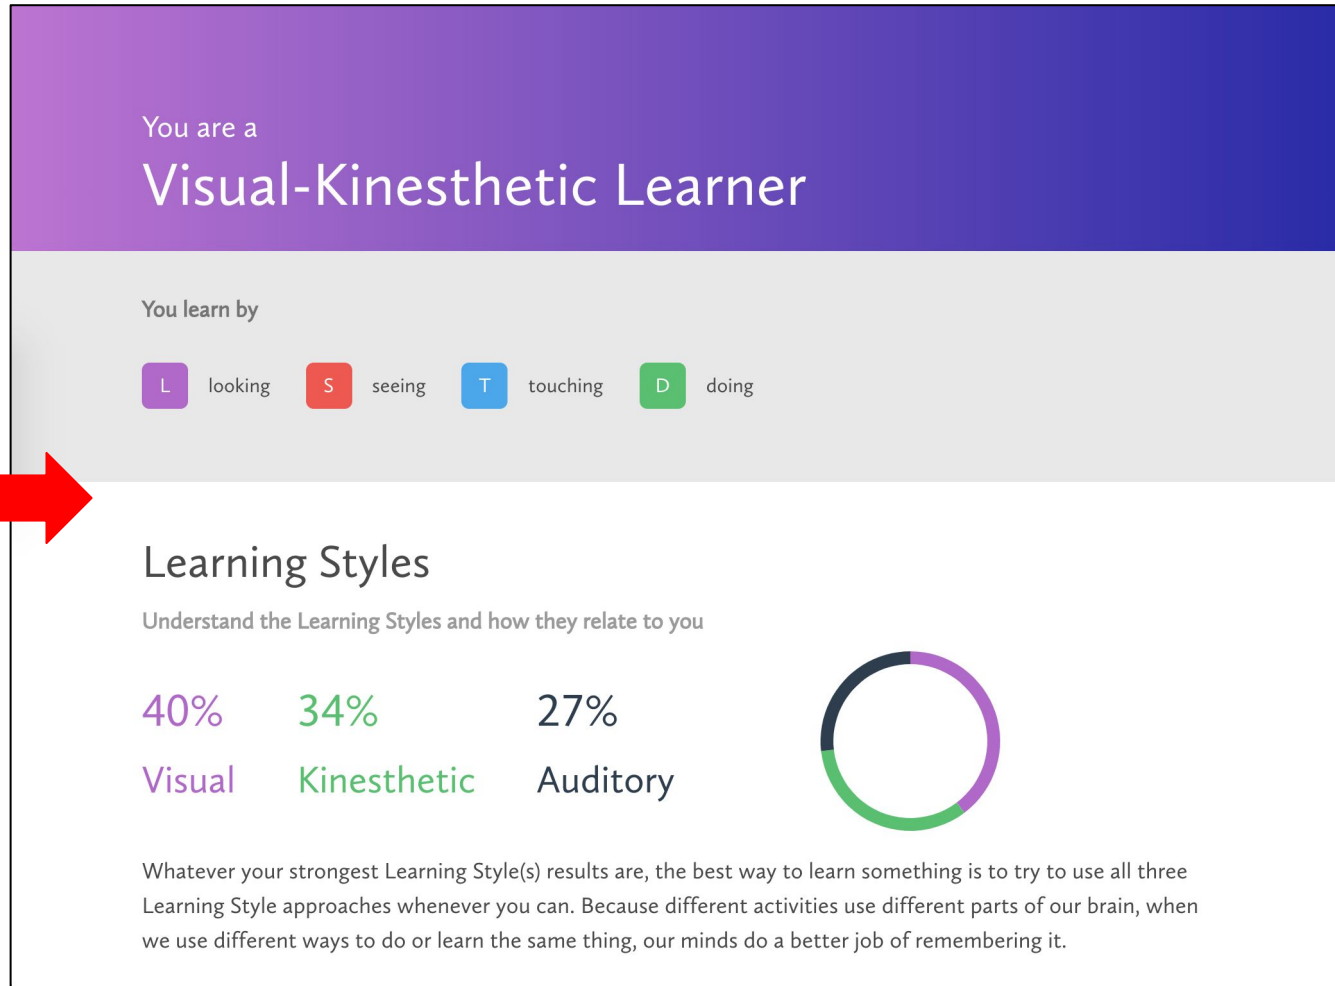 You are a
Visual-Kinesthetic Learner
You learn by
L looking S seeing T touching D doing
Learning Styles
Understand the Learning Styles and how they relate to you
40% 34% 27%
Visual Kinesthetic Auditory
Whatever your strongest Learning Style(s) results are, the best way to learn something is to try to use all three
Learning Style approaches whenever you can. Because different activities use different parts of our brain, when
we use different ways to do or learn the same thing, our minds do a better job of remembering it.